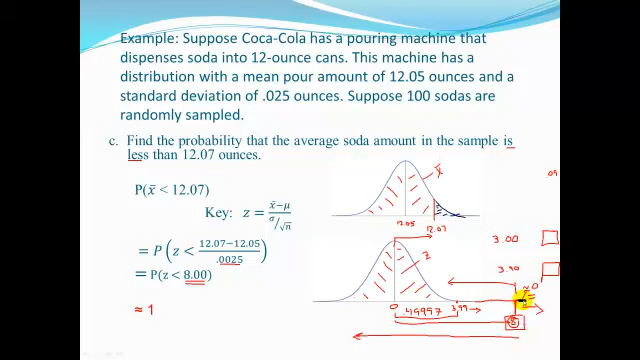 Example: Suppose Coca-Cola has a pouring machine that
dispenses soda into 12-ounce cans. This machine has a
distribution with a mean pour amount of 12.05 ounces and a
standard deviation of .025 ounces. Suppose 100 sodas are
randomly sampled.
c. Find the probability that the average soda amount in the sample is
less than 12.07 ounces.
P(x̄ < 12.07)
Key: z = x̄−μ / σ/√n
= P(z < 12.07−12.05 / .0025)
= P(z < 8.00)
≈ 1
x̄
12.05
12.07
z
0
.49997
3.99
8
≈0
3.00
3.90
.09